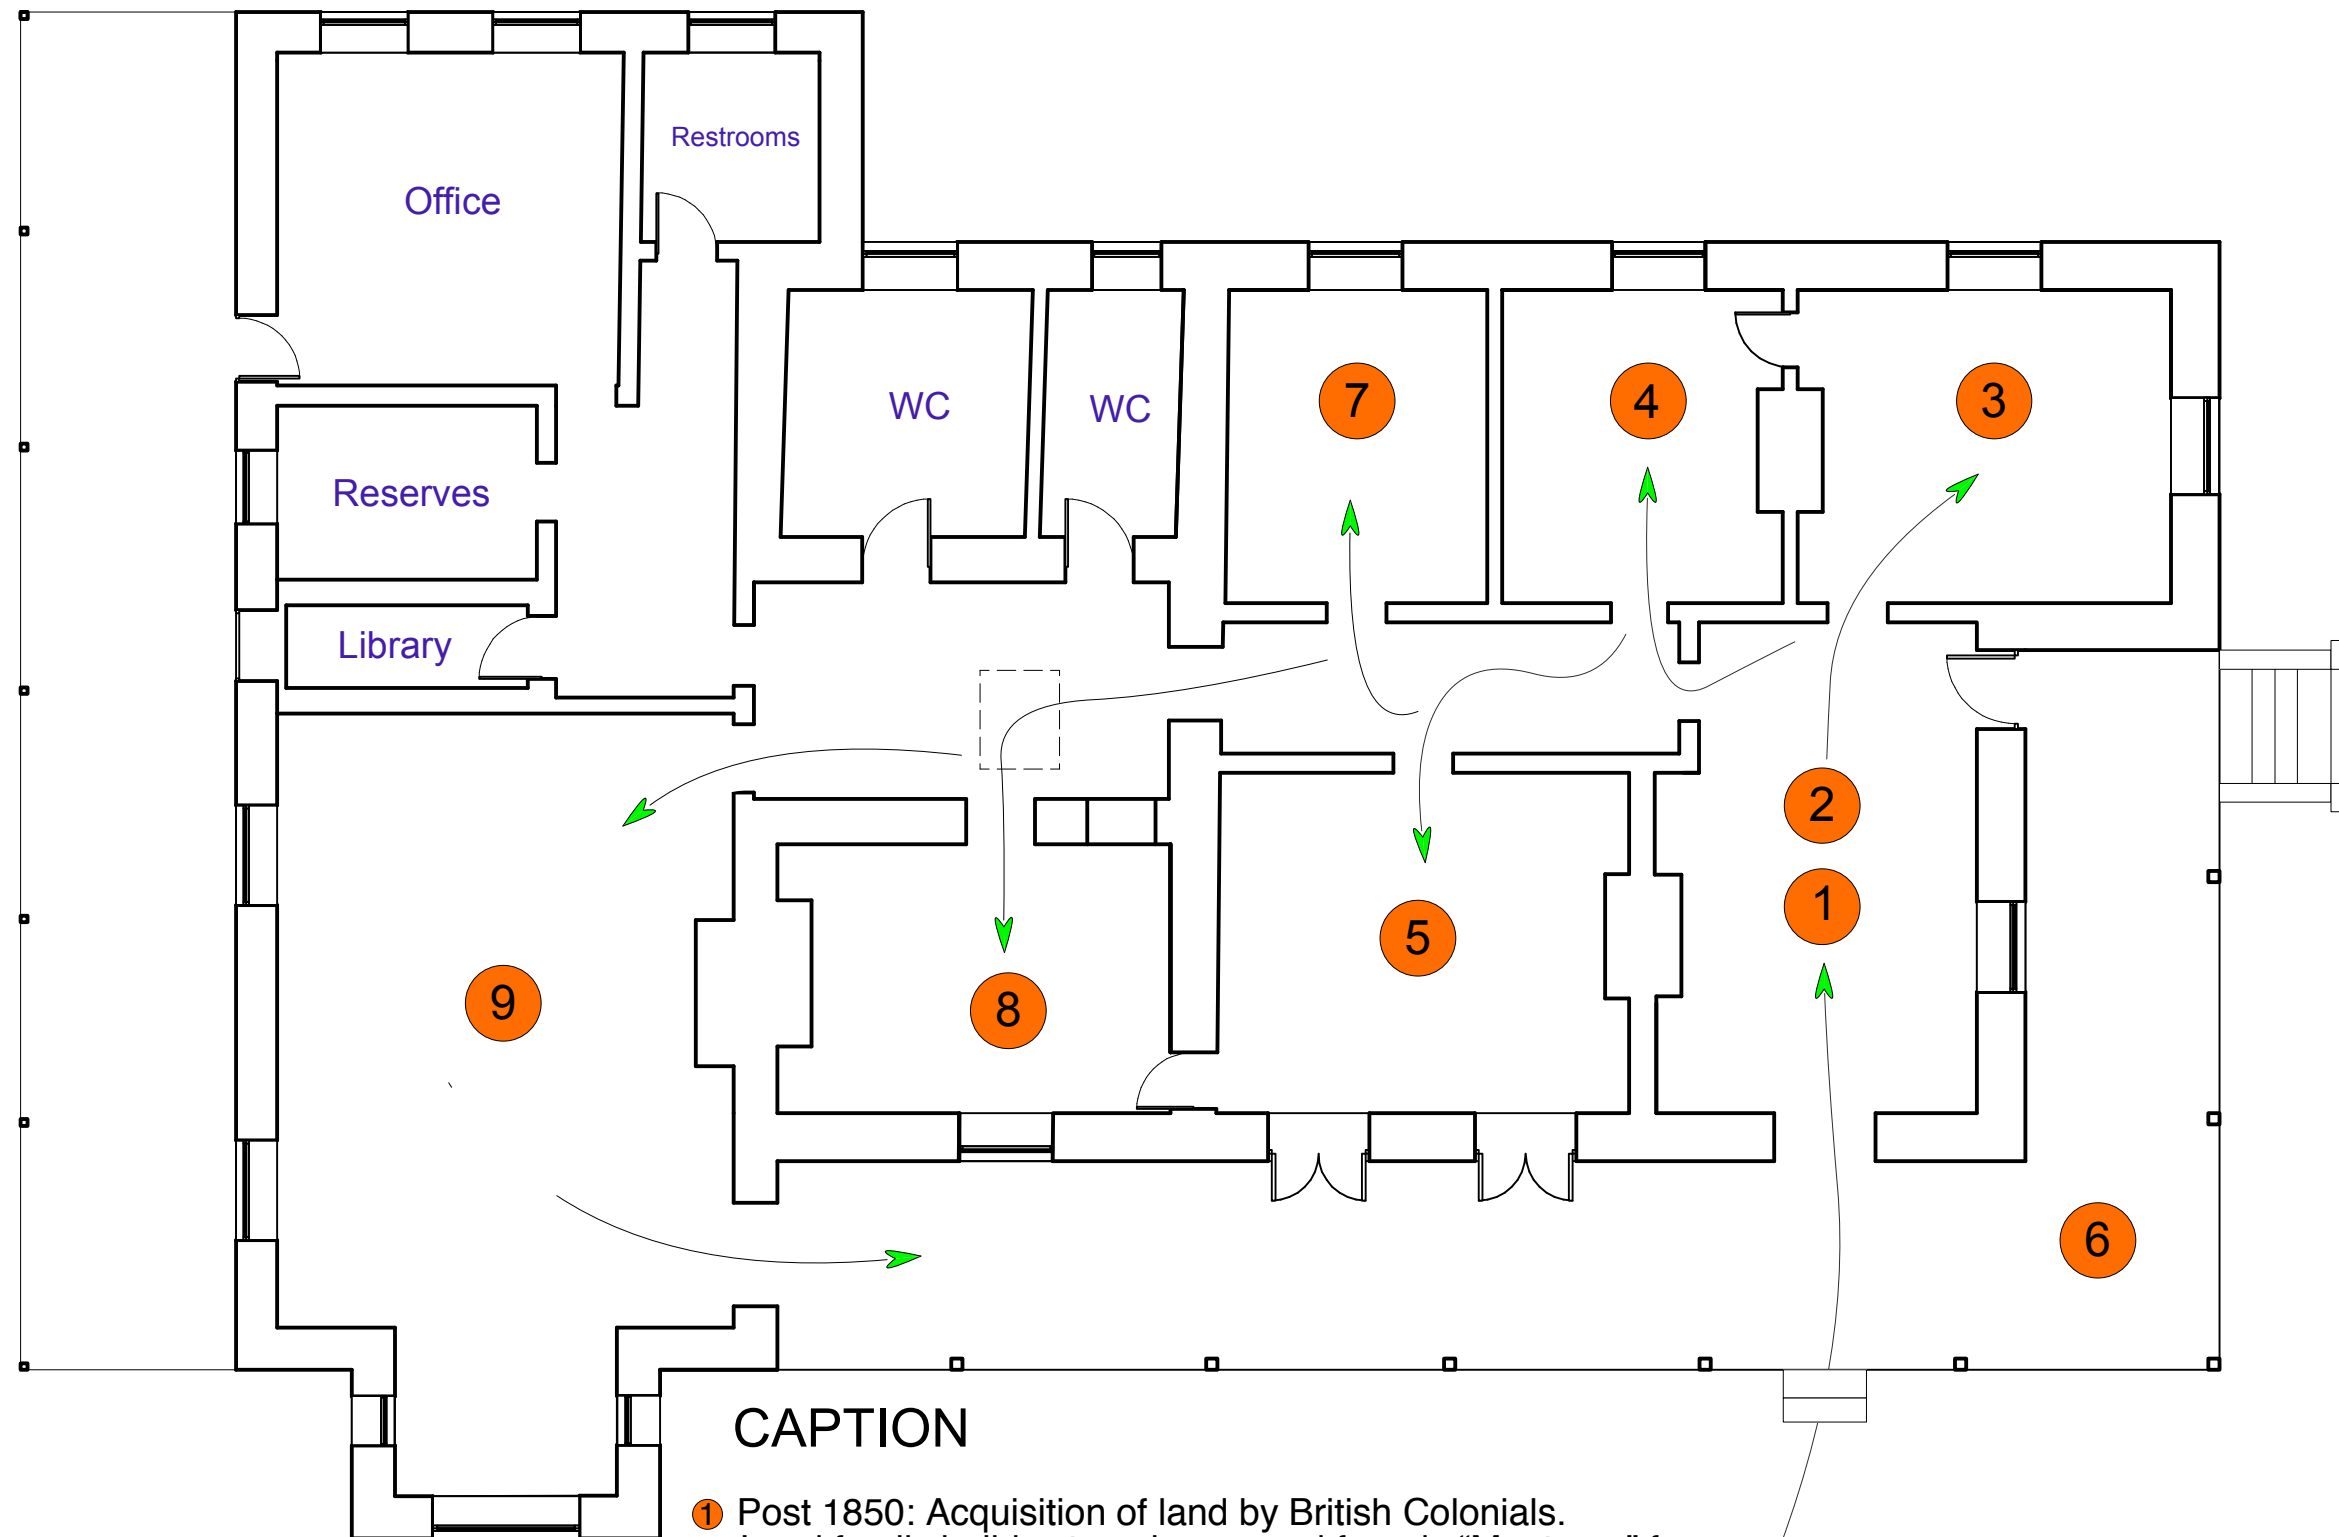 Restrooms
Office
WC
WC
7
4
3
Reserves
Library
2
1
5
9
8
6
CAPTION
1 Post 1850: Acquisition of land by British Colonials.